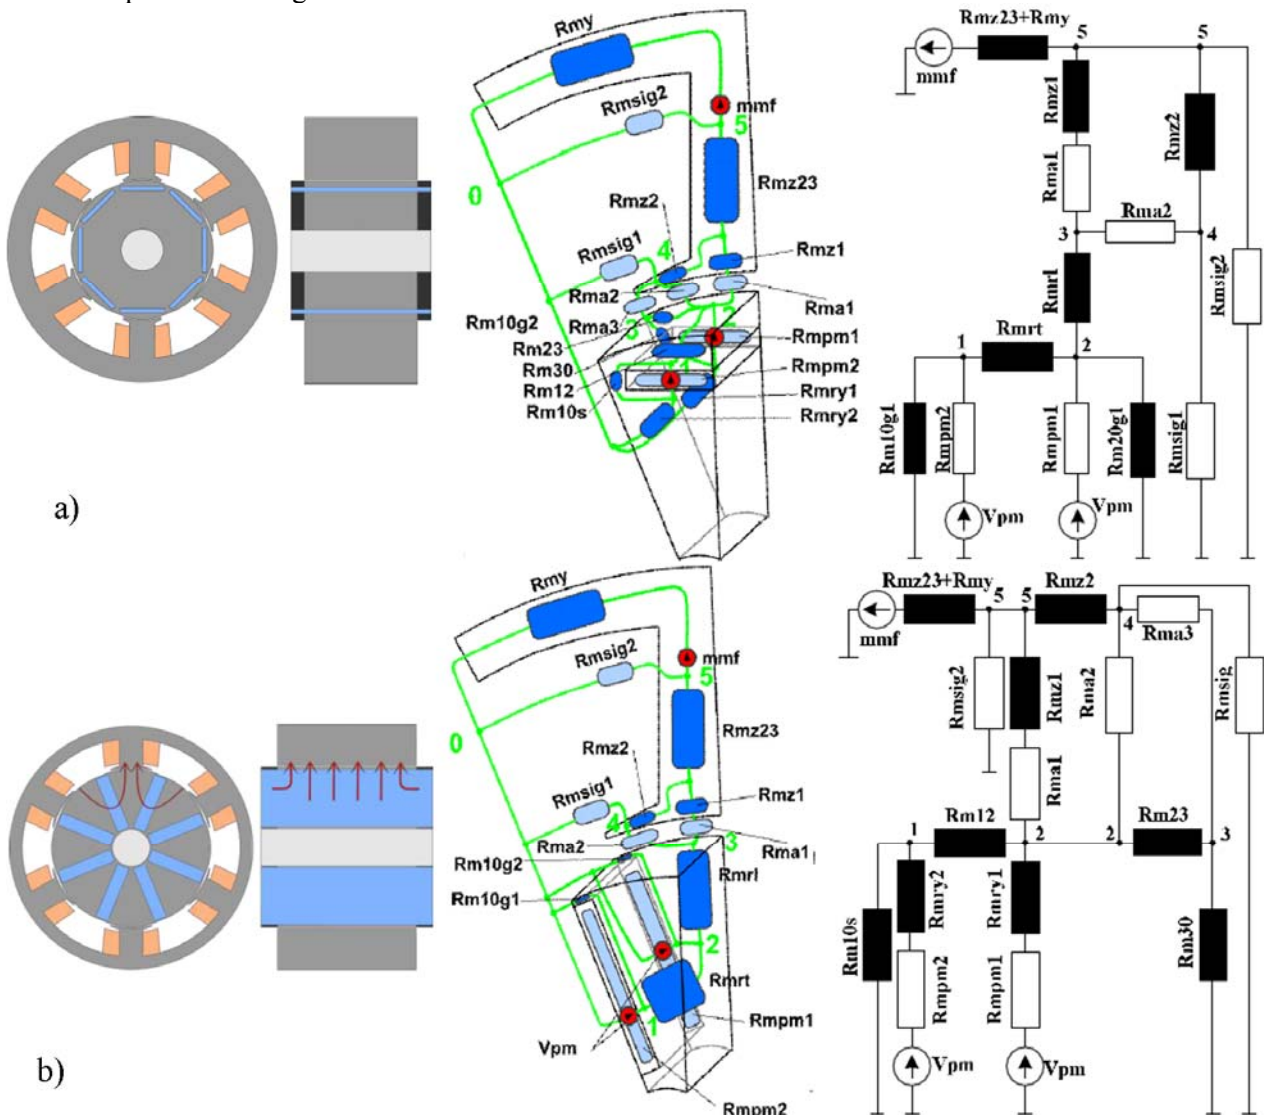 Rmy
Rmsig2
mmf
5
0
Rmz23
Rmz2
4
Rmsig1
Rmz1
Rma2
Rma1
Rm10g2
Rma3
3
2
Rm23
Rmpm1
Rm30
1
Rmpm2
Rm12
Rmry1
Rm10s
Rmry2
Rmz23+Rmy
5
5
mmf
Rmz1
Rmz2
Rma1
Rma2
3
4
Rmsig2
Rmrl
Rmrt
1
2
Rm10g1
Rmpm2
Rmpm1
Rm20g1
Rmsig1
Vpm
Vpm
a)
Rmy
Rmsig2
mmf
5
0
Rmz23
Rmz2
Rmsig1
4
Rmz1
Rma2
3
Rma1
Rm10g2
Rmrl
Rm10g1
2
Rmrt
1
Rmpm1
Vpm
Rmpm2
Rmz23+Rmy
5
5
Rmz2
mmf
4
Rma3
Rmsig2
Rmz1
Rma2
Rmsig
Rma1
Rm12
Rm23
1
2
2
3
Rmry2
Rmry1
Rm10s
Rm30
Rmpm2
Rmpm1
Vpm
Vpm
b)